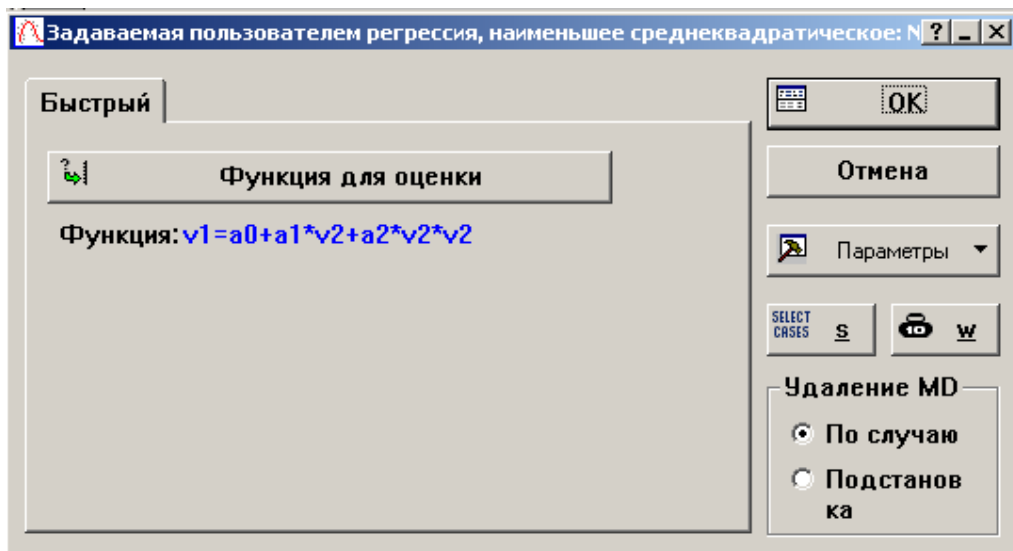 Задаваемая пользователем регрессия, наименьшее среднеквадратическое: N
Быстрый
Функция для оценки
Функция: v1=a0+a1*v2+a2*v2*v2
OK
Отмена
Параметры
SELECT
CASES
S
10
W
Удаление MD
По случаю
Подстанов
ка